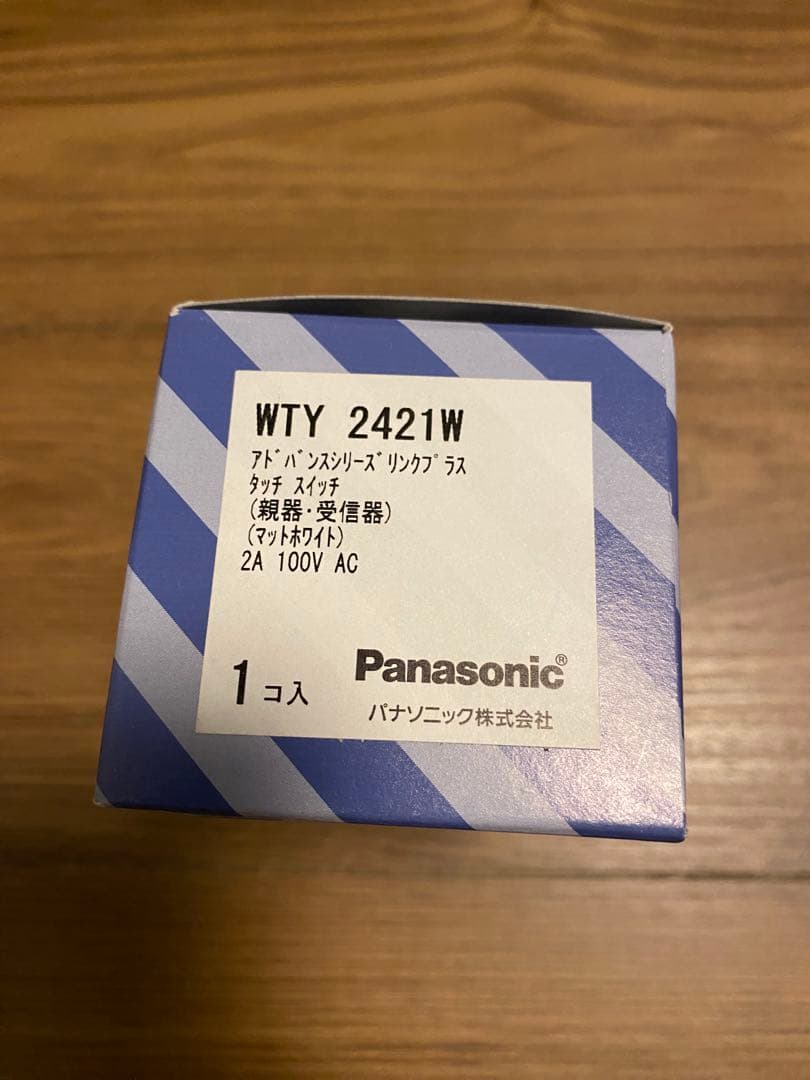 WTY 2421W
アドバンスシリーズリンクプラス
タッチ スイッチ
(親器・受信器)
(マットホワイト)
2A 100V AC
1コ入
Panasonic®
パナソニック株式会社